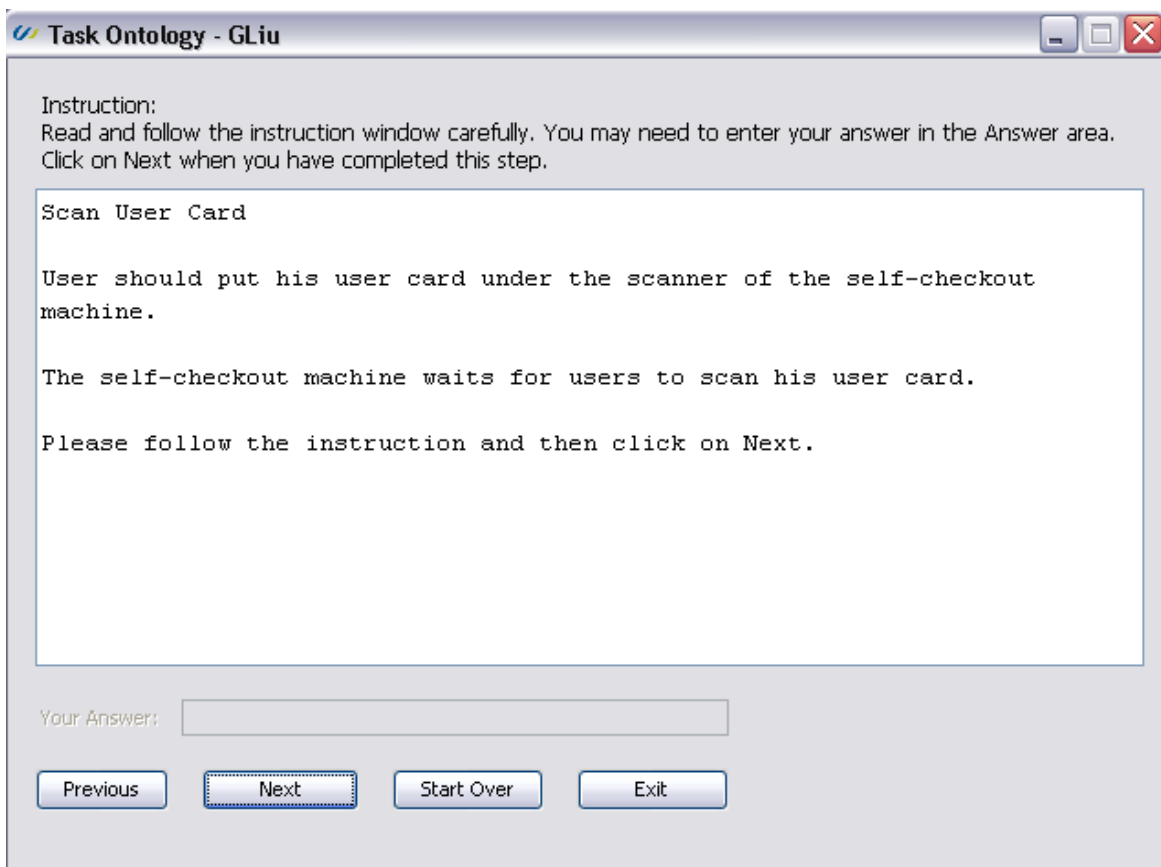 Task Ontology - GLiu
Instruction:
Read and follow the instruction window carefully. You may need to enter your answer in the Answer area.
Click on Next when you have completed this step.
Scan User Card
User should put his user card under the scanner of the self-checkout
machine.
The self-checkout machine waits for users to scan his user card.
Please follow the instruction and then click on Next.
Your Answer:
Previous Next Start Over Exit